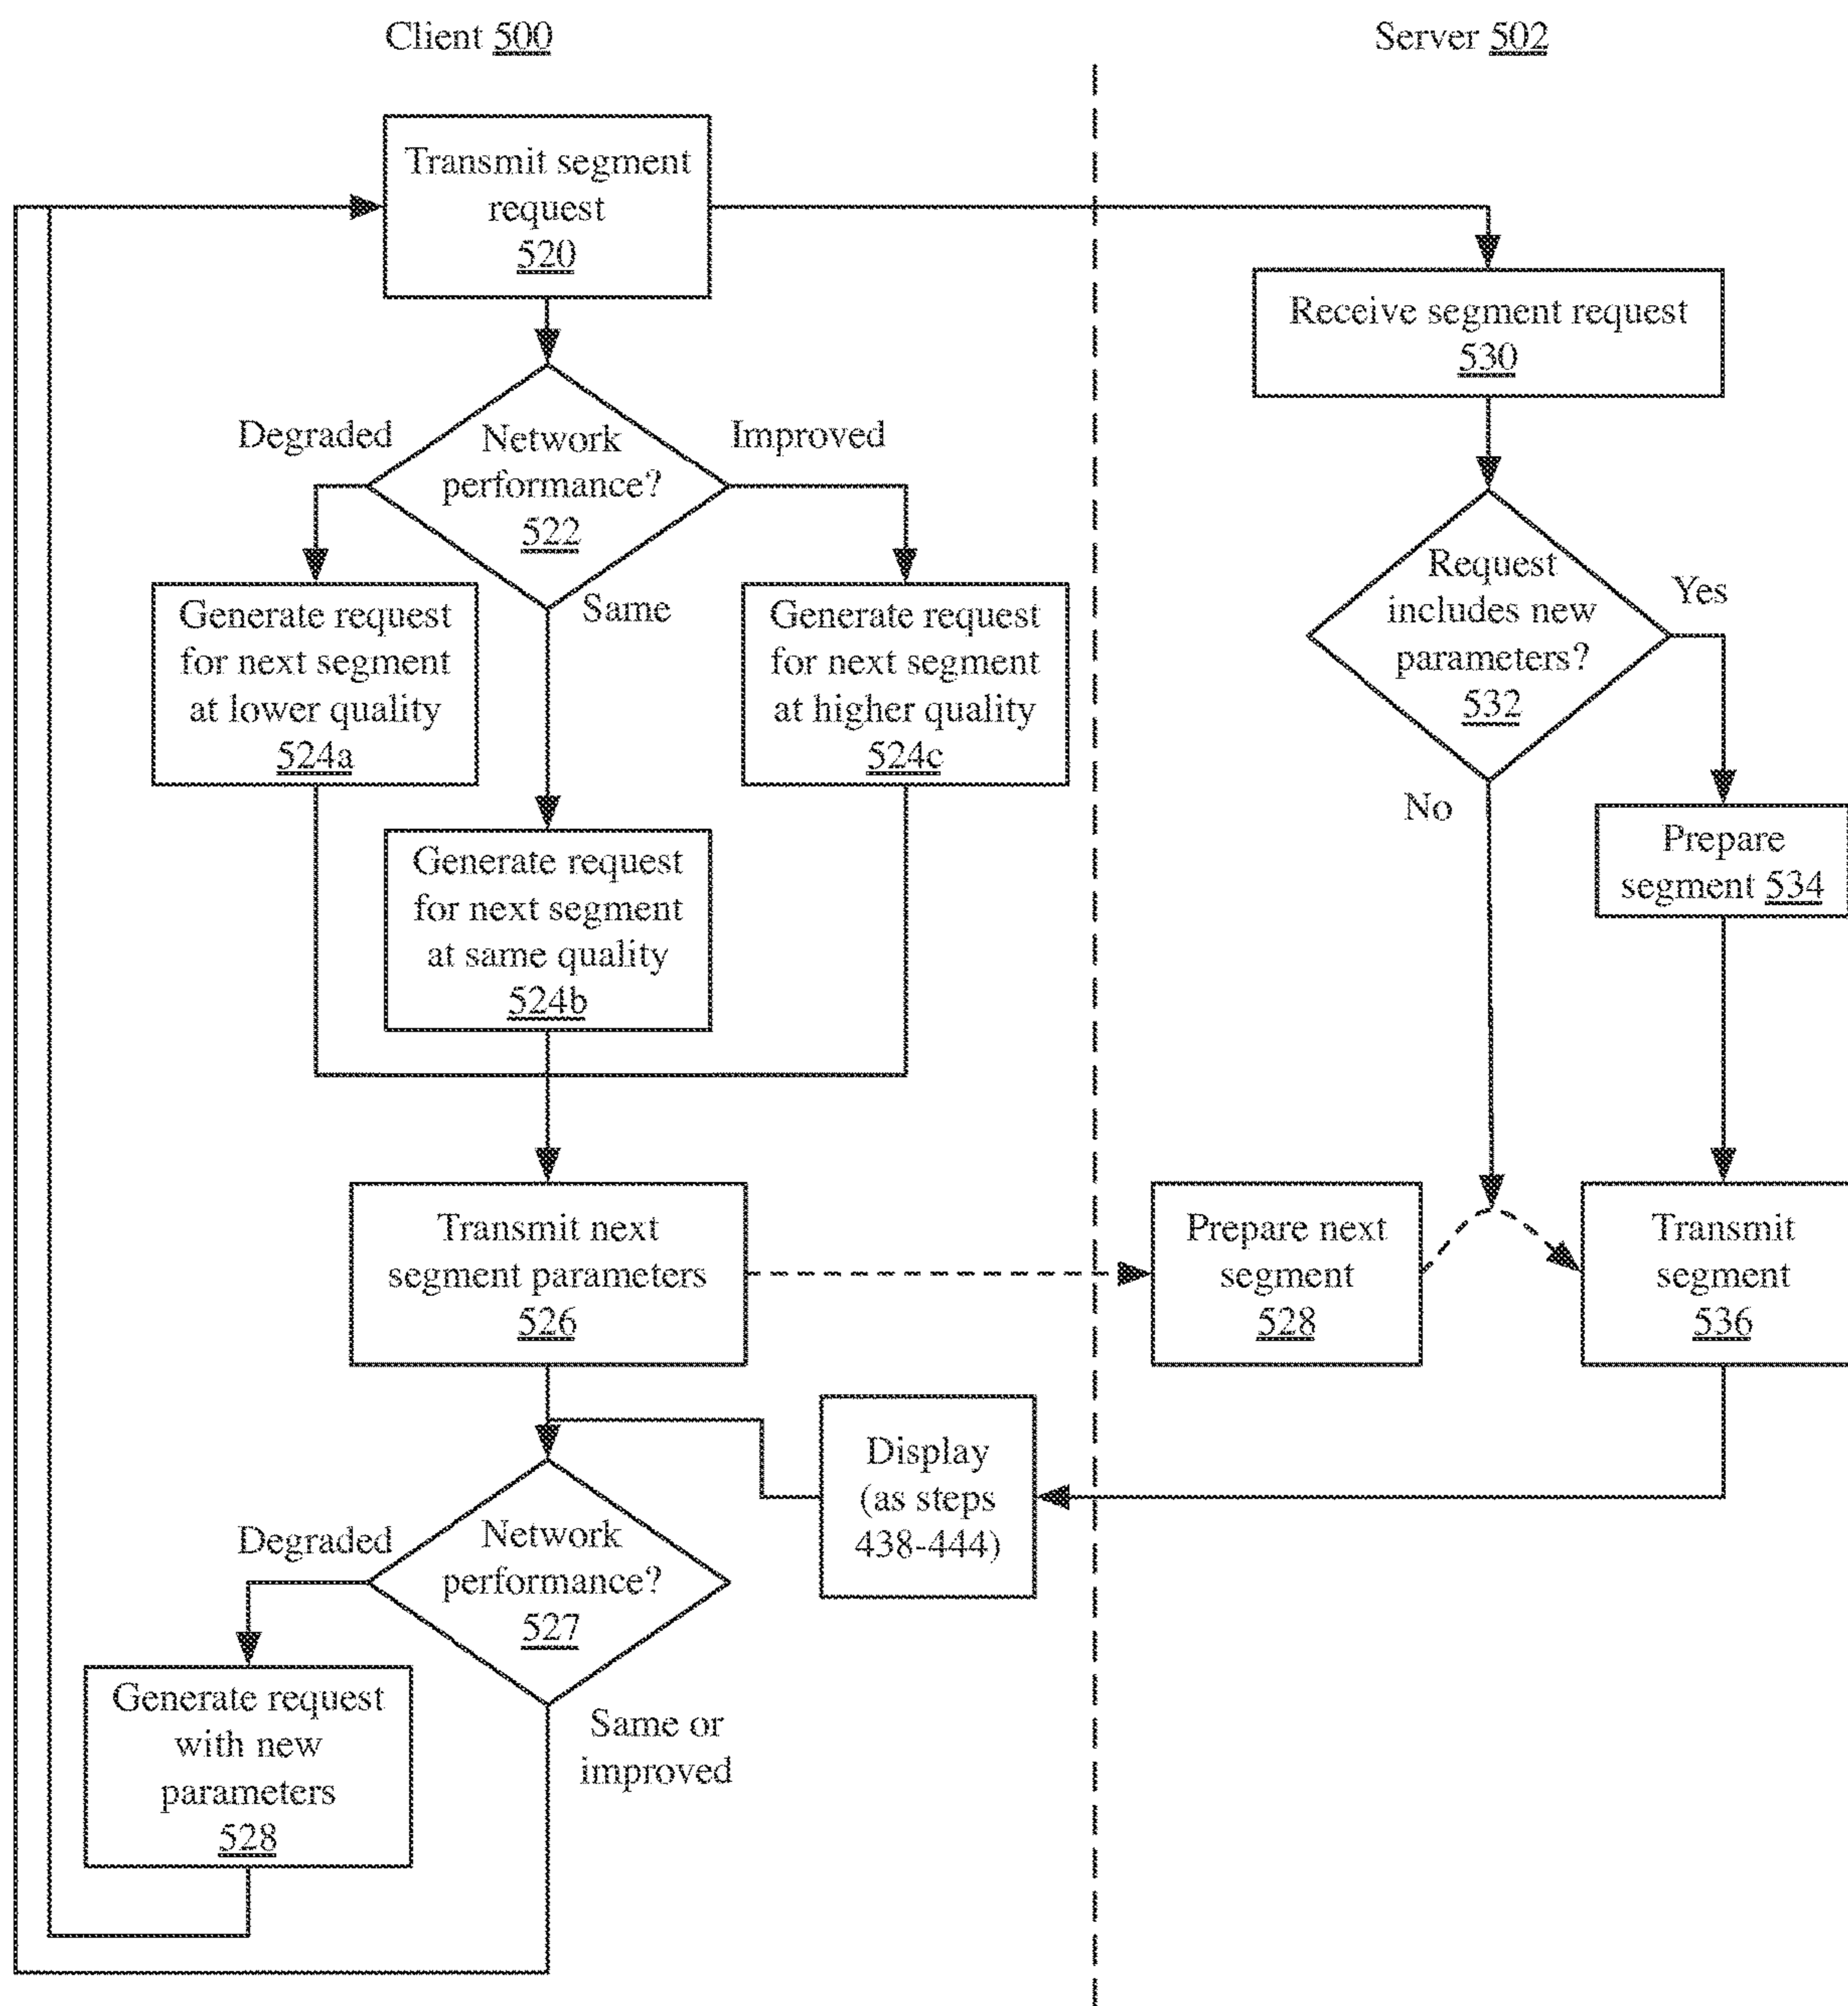 Client 500
Server 502
Transmit segment
request
520
Receive segment request
530
Degraded
Network
performance?
522
Improved
Same
Request
includes new
parameters?
532
Yes
No
Generate request
for next segment
at lower quality
524a
Generate request
for next segment
at higher quality
524c
Generate request
for next segment
at same quality
524b
Prepare
segment 534
Transmit next
segment parameters
526
Prepare next
segment
528
Transmit
segment
536
Display
(as steps
438-444)
Degraded
Network
performance?
527
Same or
improved
Generate request
with new
parameters
528